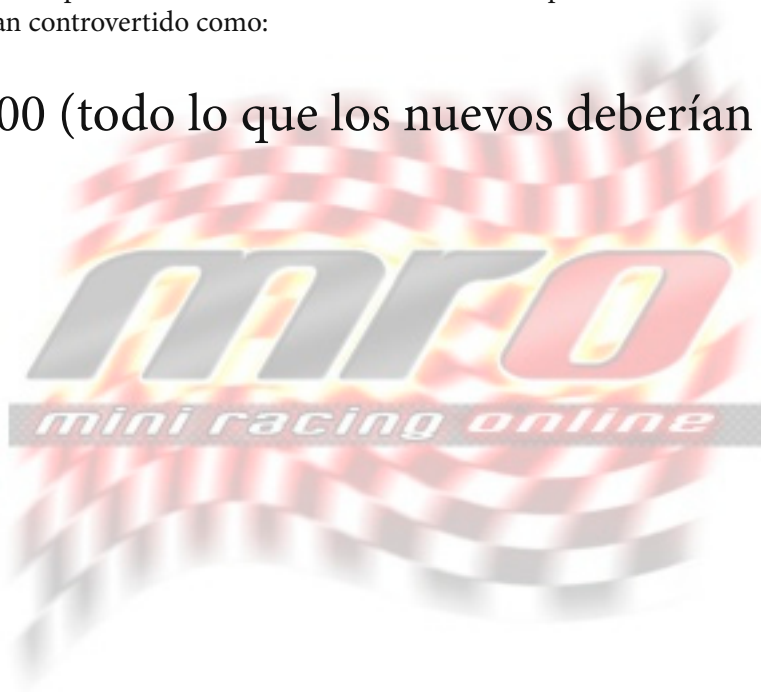 an controvertido como:
00 (todo lo que los nuevos deberían
mro
mini racing online